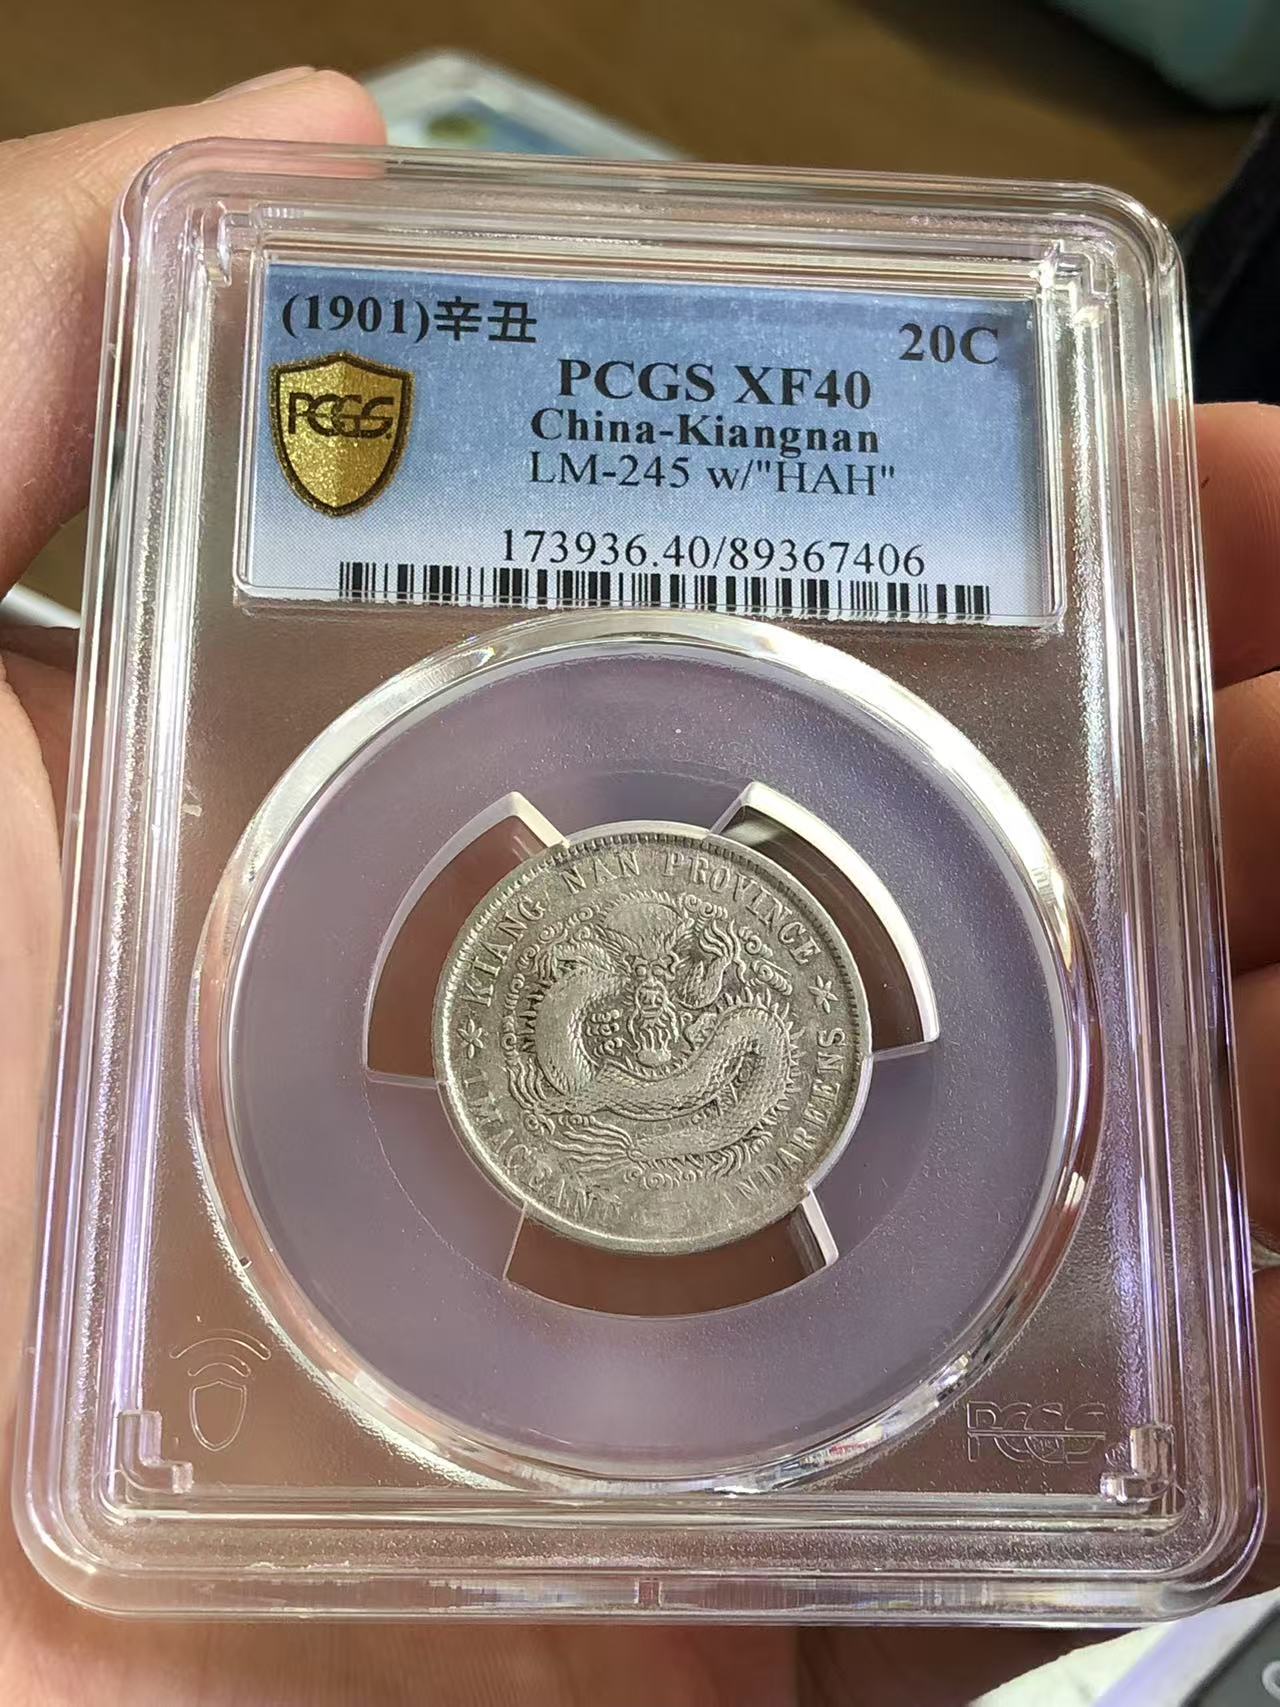 (1901)辛丑
20C
PCGS XF40
China-Kiangnan
LM-245 w/"HAH"
173936.40/89367406
PCGS
KIANG NAN PROVINCE
PCGS